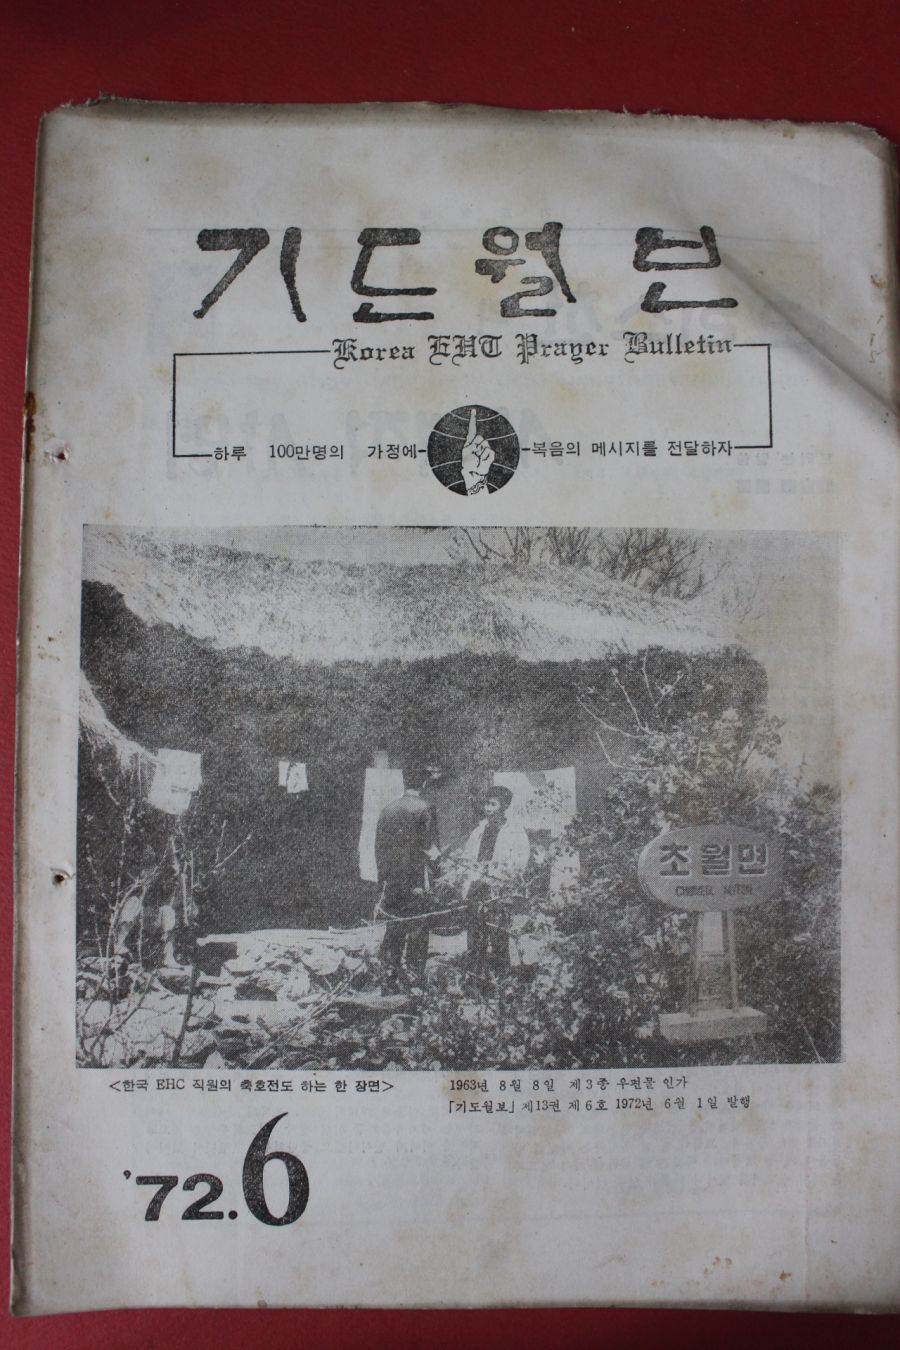 기도월보
Korea EHC Prayer Bulletin
하루 100만명의 가정에
복음의 메시지를 전달하자
초월면
<한국 EHC 직원의 축호전도 하는 한 장면>
1963년 8월 8일 제3종 우편물 인가
「기도월보」 제13권 제6호 1972년 6월 1일 발행
'72.6